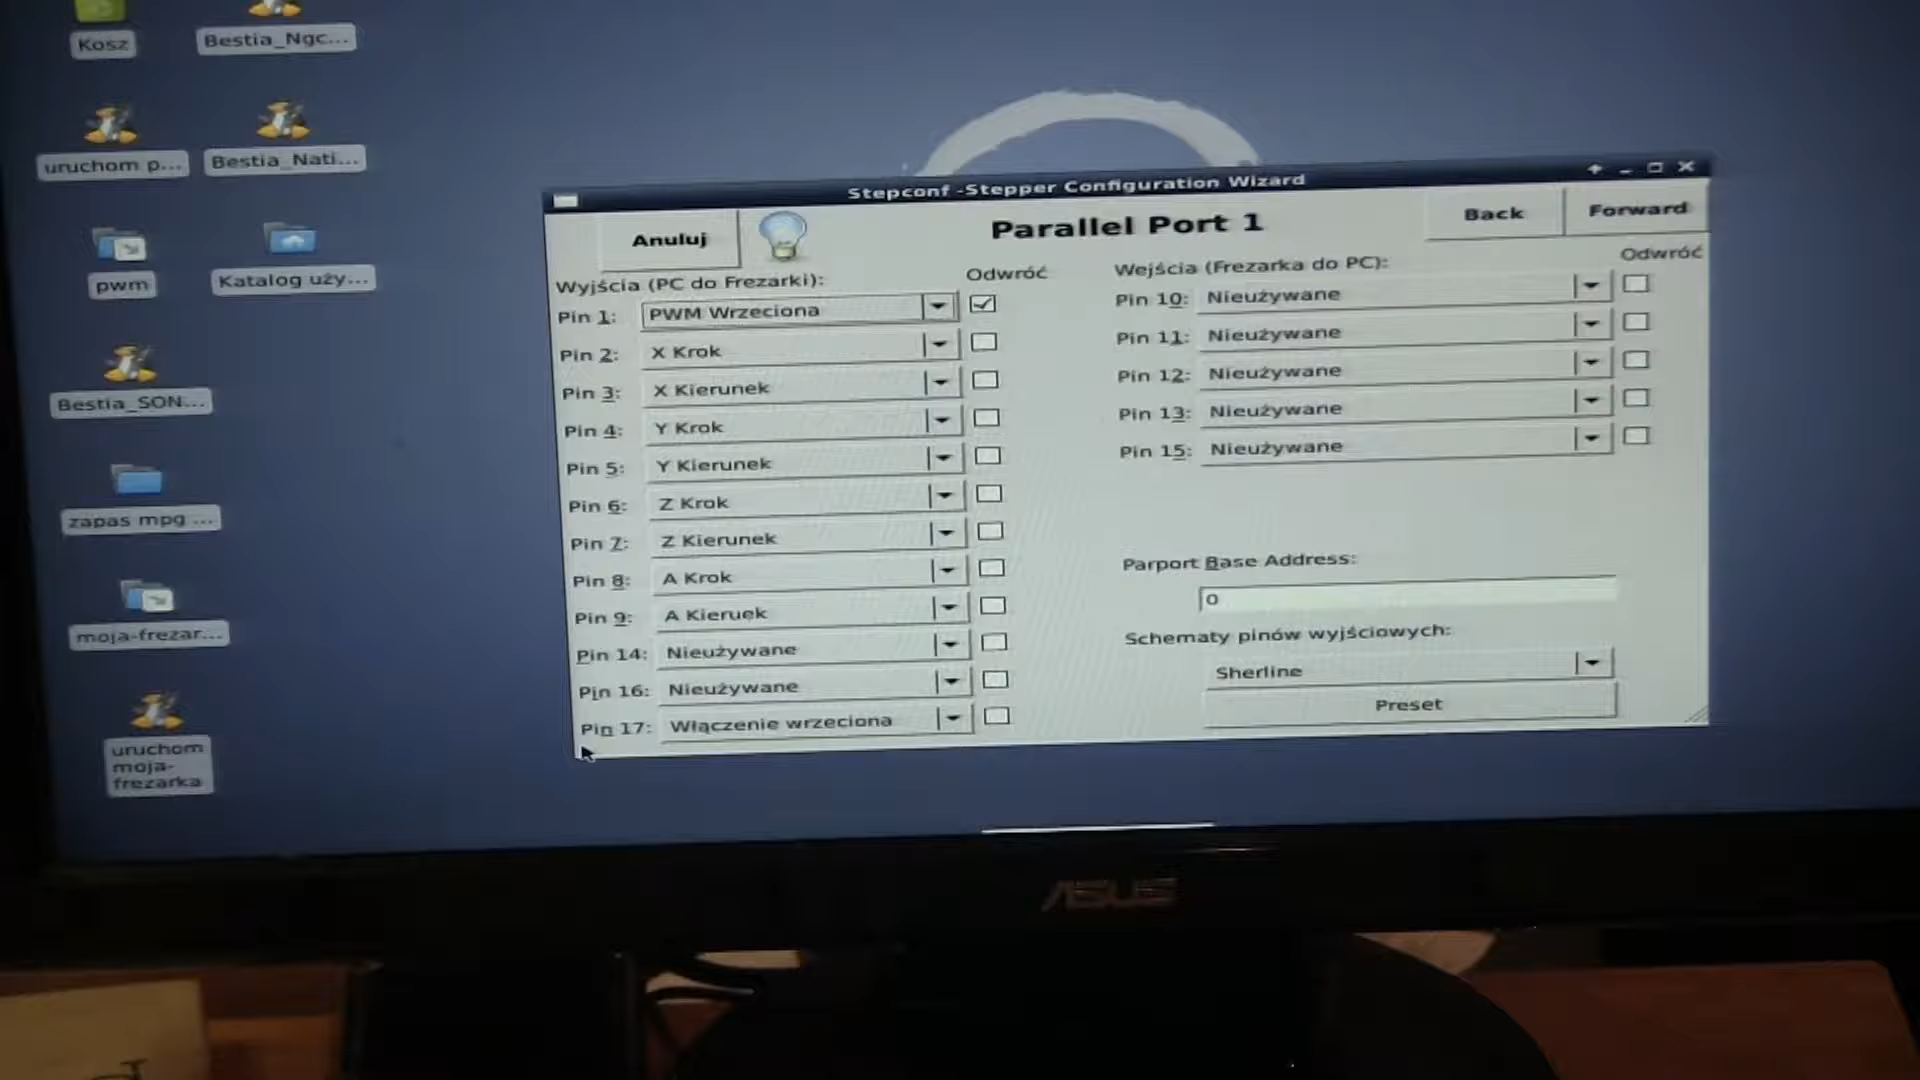 Kosz
Bestia_Ngc...
uruchom p...
Bestia_Nati...
pwm
Katalog uży...
Bestia_SON...
zapas mpg ...
moja-frezar...
uruchom
moja-
frezarka
Stepconf -Stepper Configuration Wizard
Anuluj
Parallel Port 1
Back
Forward
Wyjścia (PC do Frezarki):
Odwróć
Pin 1: PWM Wrzeciona
Pin 2: X Krok
Pin 3: X Kierunek
Pin 4: Y Krok
Pin 5: Y Kierunek
Pin 6: Z Krok
Pin 7: Z Kierunek
Pin 8: A Krok
Pin 9: A Kieruek
Pin 14: Nieużywane
Pin 16: Nieużywane
Pin 17: Włączenie wrzeciona
Wejścia (Frezarka do PC):
Odwróć
Pin 10: Nieużywane
Pin 11: Nieużywane
Pin 12: Nieużywane
Pin 13: Nieużywane
Pin 15: Nieużywane
Parport Base Address:
0
Schematy pinów wyjściowych:
Sherline
Preset
ASUS